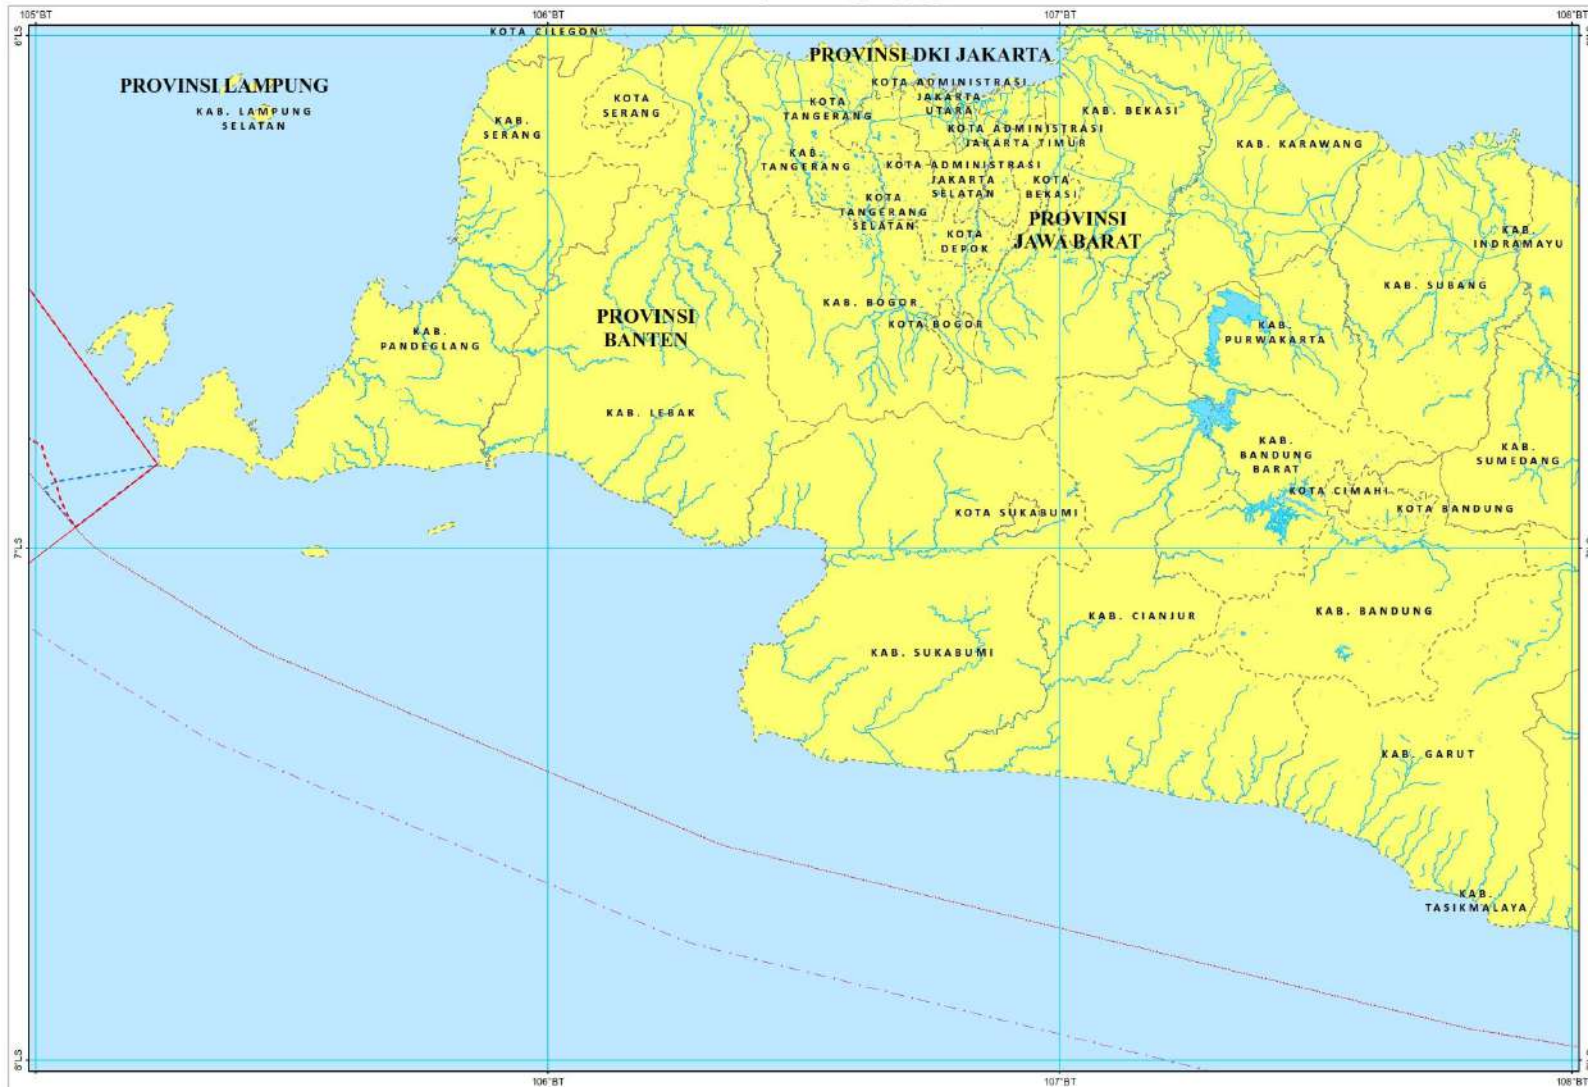 105°BT
106°BT
107°BT
108°BT
6°LS
KOTA CILEGON
PROVINSI DKI JAKARTA
PROVINSI LAMPUNG
KAB. LAMPUNG
SELATAN
KOTA
SERANG
KAB.
SERANG
KOTA
TANGERANG
KAB.
TANGERANG
KOTA ADMINISTRASI
JAKARTA
UTARA
KOTA ADMINISTRASI
JAKARTA TIMUR
KOTA ADMINISTRASI
JAKARTA
SELATAN
KOTA
BEKASI
KAB. BEKASI
KAB. KARAWANG
KOTA
TANGERANG
SELATAN
KOTA
DEPOK
PROVINSI
JAWA BARAT
KAB.
INDRAMAYU
KAB. SUBANG
KAB. BOGOR
KOTA BOGOR
PROVINSI
BANTEN
KAB.
PANDEGLANG
KAB.
PURWAKARTA
KAB. LEBAK
KAB.
BANDUNG
BARAT
KAB.
SUMEDANG
KOTA CIMAHI
KOTA BANDUNG
KOTA SUKABUMI
7°LS
KAB. CIANJUR
KAB. BANDUNG
KAB. SUKABUMI
KAB. GARUT
KAB.
TASIKMALAYA
8°LS
105°BT
106°BT
107°BT
108°BT